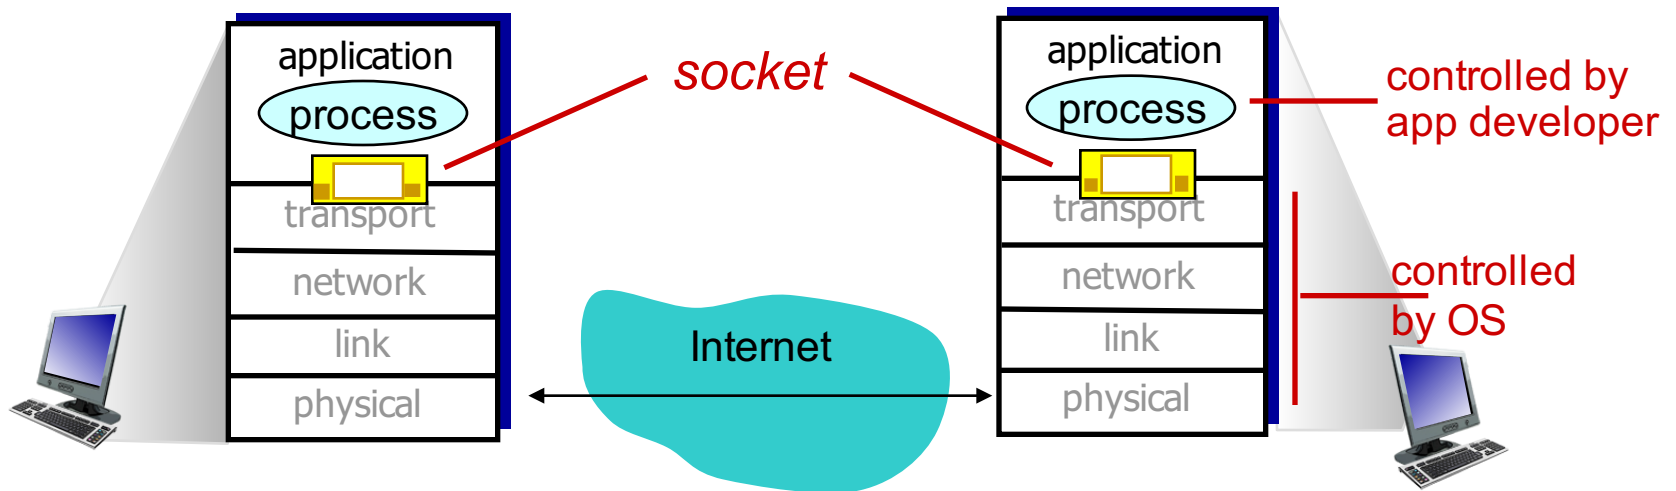 application
process
transport
network
link
physical
socket
Internet
application
process
transport
network
link
physical
controlled by
app developer
controlled
by OS